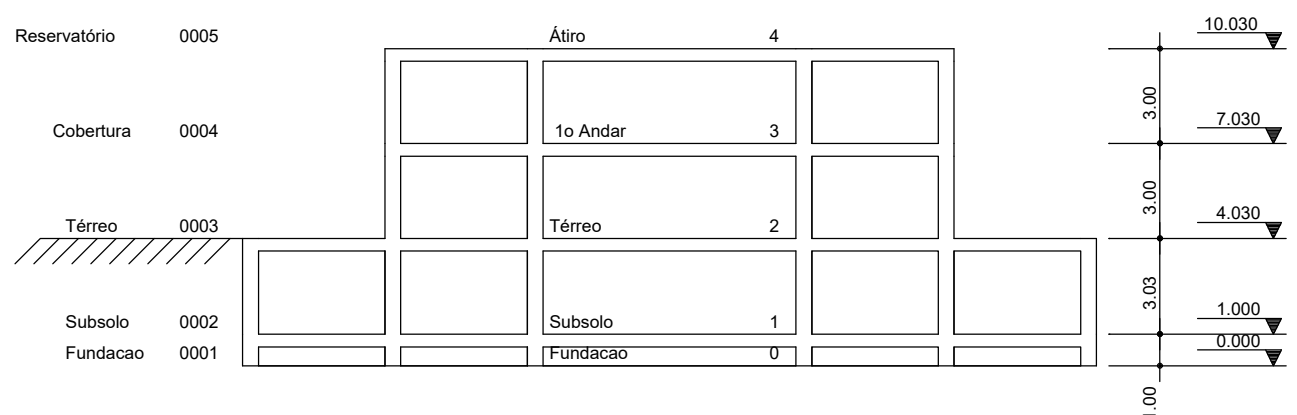 Reservatório 0005 Átiro 4 10.030
3.00
Cobertura 0004 1o Andar 3 7.030
3.00
Térreo 0003 Térreo 2 4.030
3.03
Subsolo 0002 Subsolo 1 1.000
Fundacao 0001 Fundacao 0 0.000